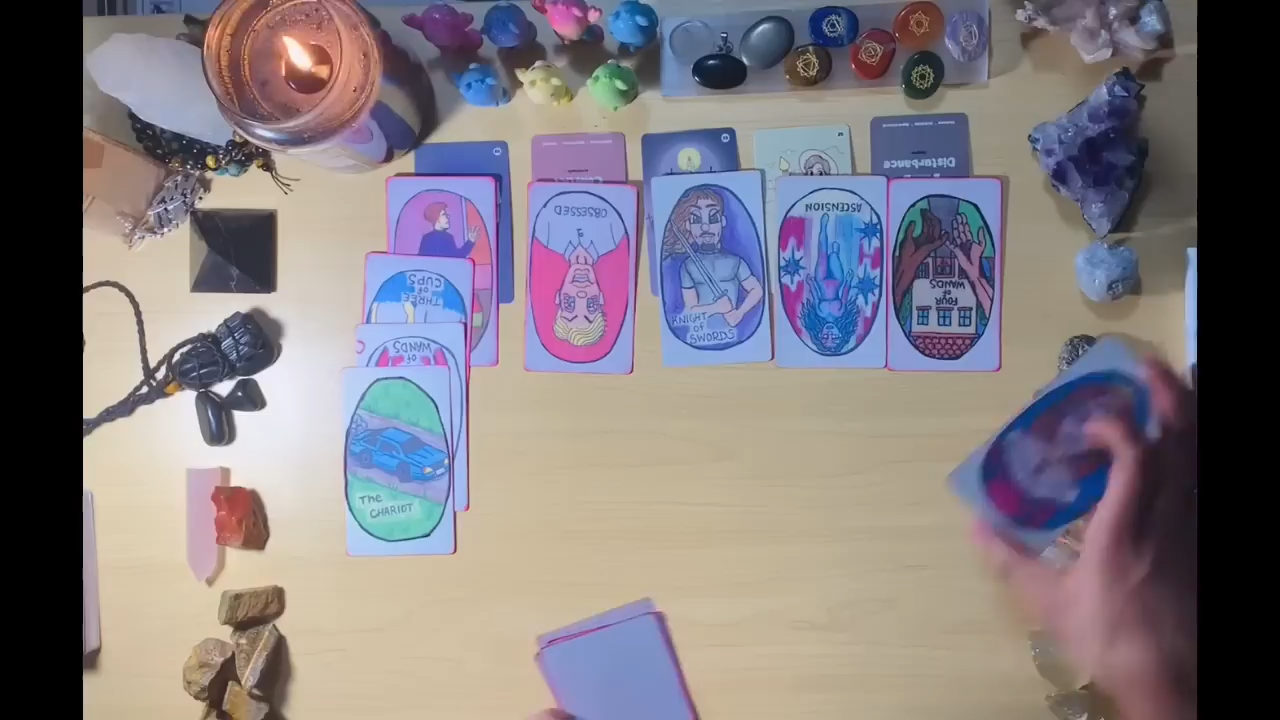 Disturbance
OBSESSED
KNIGHT
OF
SWORDS
ASCENSION
FOUR
of
WANDS
THREE
of
CUPS
of
WANDS
The
CHARIOT